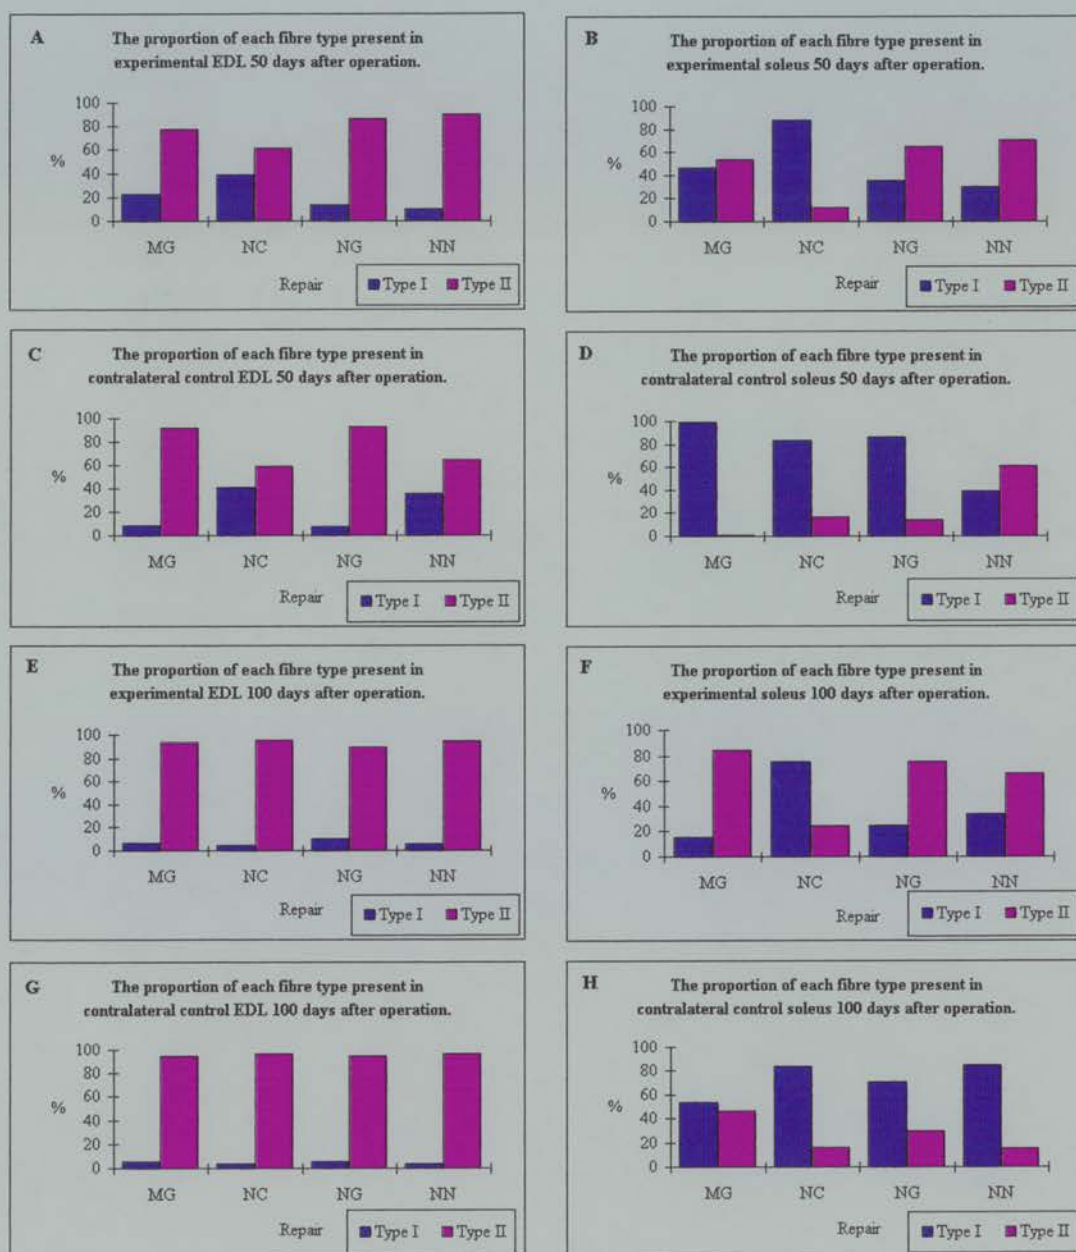 A
The proportion of each fibre type present in
experimental EDL 50 days after operation.
100
80
60
40
20
0
%
MG NC NG NN
Repair
Type I Type II
B
The proportion of each fibre type present in
experimental soleus 50 days after operation.
100
80
60
40
20
0
%
MG NC NG NN
Repair
Type I Type II
C
The proportion of each fibre type present in
contralateral control EDL 50 days after operation.
100
80
60
40
20
0
%
MG NC NG NN
Repair
Type I Type II
D
The proportion of each fibre type present in
contralateral control soleus 50 days after operation.
100
80
60
40
20
0
%
MG NC NG NN
Repair
Type I Type II
E
The proportion of each fibre type present in
experimental EDL 100 days after operation.
100
80
60
40
20
0
%
MG NC NG NN
Repair
Type I Type II
F
The proportion of each fibre type present in
experimental soleus 100 days after operation.
100
80
60
40
20
0
%
MG NC NG NN
Repair
Type I Type II
G
The proportion of each fibre type present in
contralateral control EDL 100 days after operation.
100
80
60
40
20
0
%
MG NC NG NN
Repair
Type I Type II
H
The proportion of each fibre type present in
contralateral control soleus 100 days after operation.
100
80
60
40
20
0
%
MG NC NG NN
Repair
Type I Type II